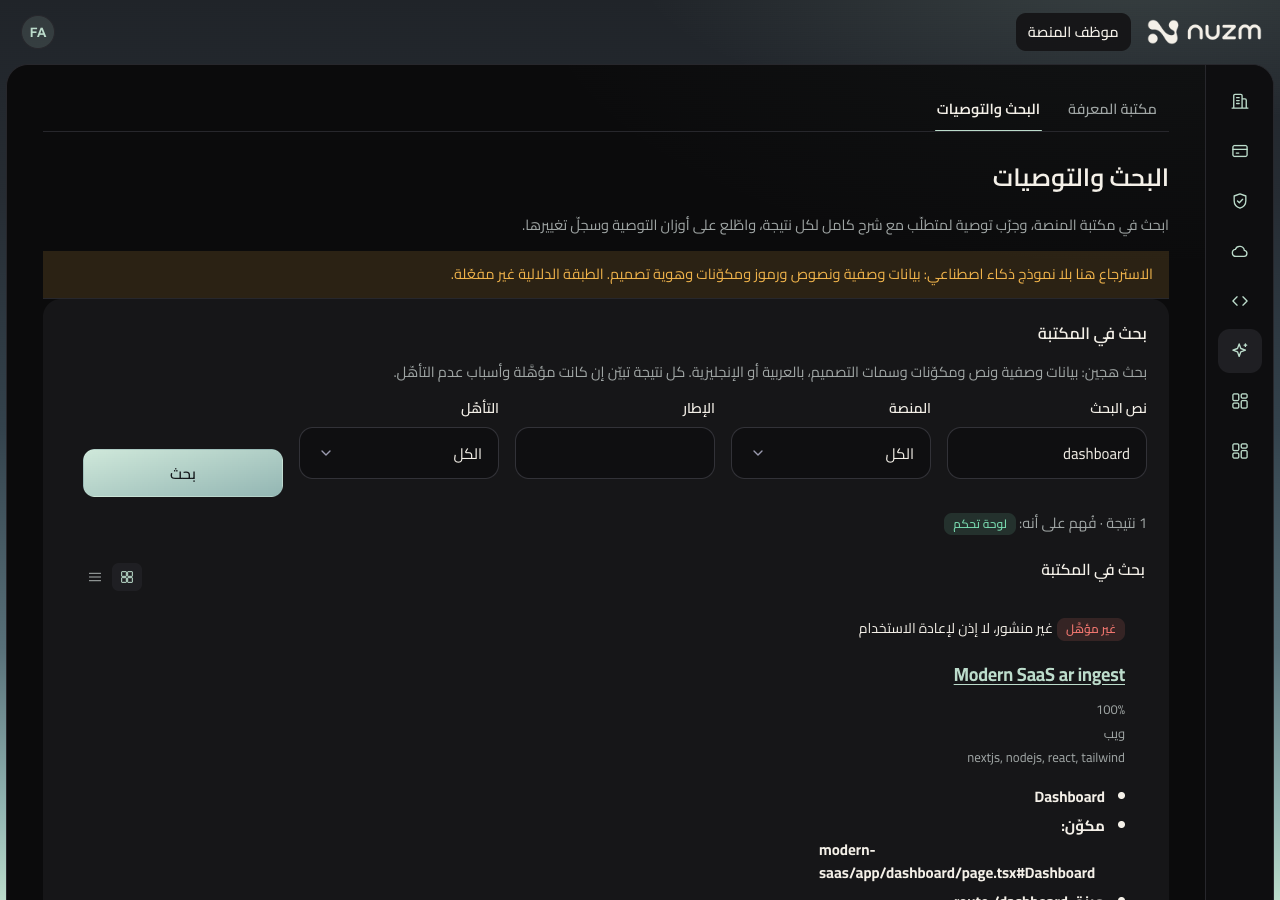 nuzm
موظف المنصة
FA
مكتبة المعرفة
البحث والتوصيات
البحث والتوصيات
ابحث في مكتبة المنصة، وجرّب توصية لمتطلّب مع شرح كامل لكل نتيجة، واطّلع على أوزان التوصية وسجلّ تغييرها.
الاسترجاع هنا بلا نموذج ذكاء اصطناعي: بيانات وصفية ونصوص ورموز ومكوّنات وهوية تصميم. الطبقة الدلالية غير مفعّلة.
بحث في المكتبة
بحث هجين: بيانات وصفية ونص ومكوّنات وسمات التصميم، بالعربية أو الإنجليزية. كل نتيجة تبيّن إن كانت مؤهَّلة وأسباب عدم التأهّل.
نص البحث
المنصة
الإطار
التأهّل
dashboard
الكل
الكل
بحث
1 نتيجة · فُهم على أنه: لوحة تحكم
بحث في المكتبة
غير مؤهَّل غير منشور، لا إذن لإعادة الاستخدام
Modern SaaS ar ingest
100%
ويب
nextjs, nodejs, react, tailwind
Dashboard
مكوّن:
modern-
saas/app/dashboard/page.tsx#Dashboard